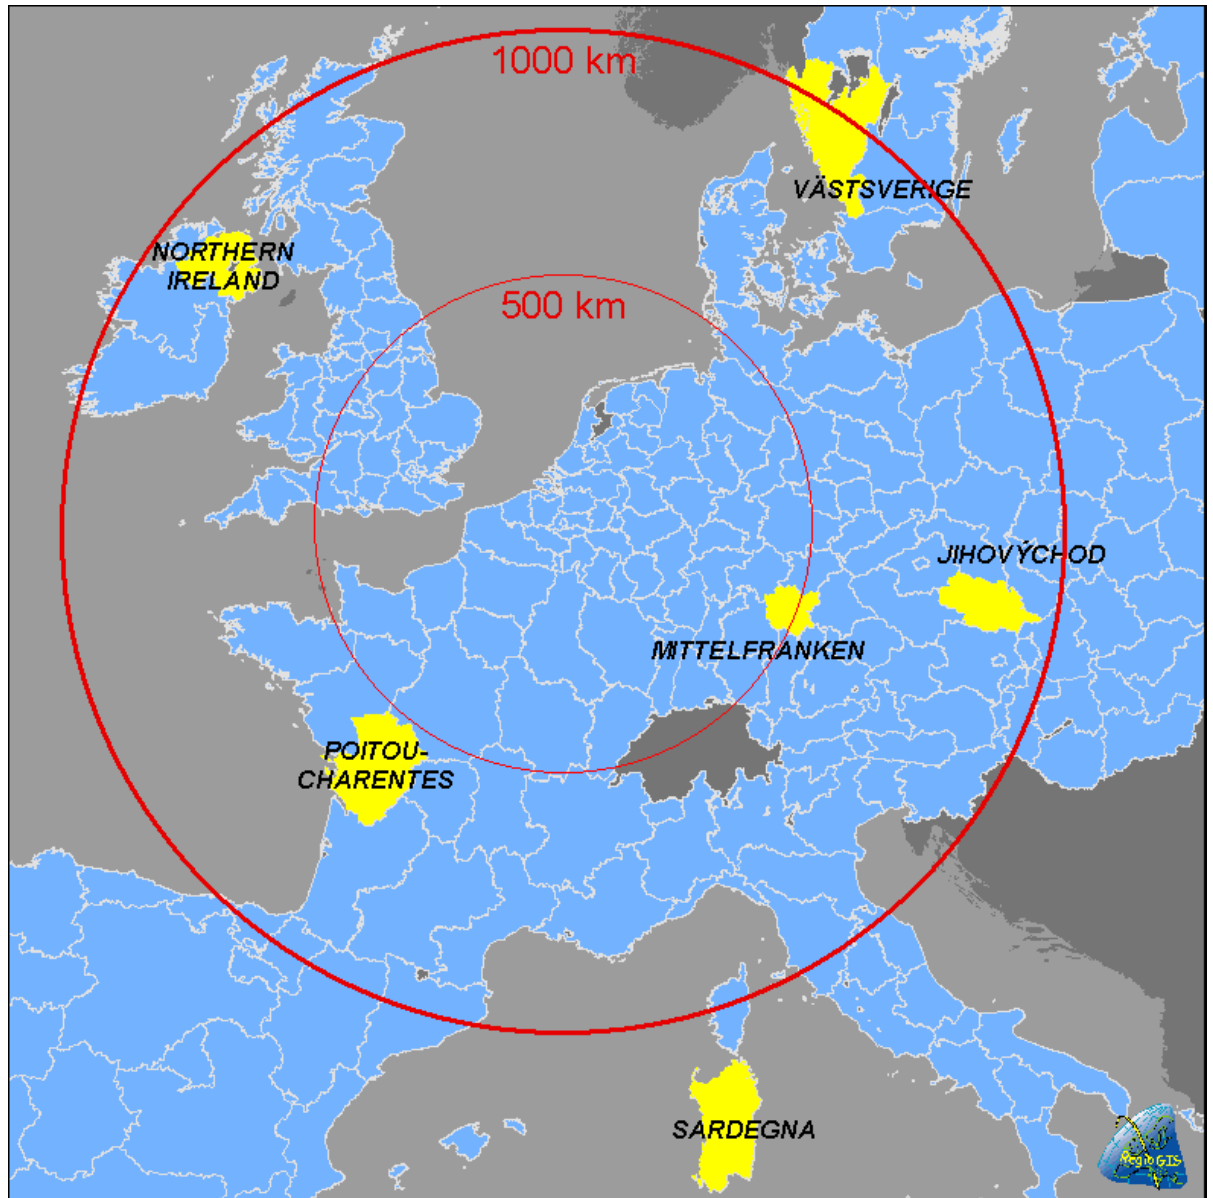 1000 km
VÄSTSVERIGE
NORTHERN
IRELAND
500 km
JIHOVÝCHOD
MITTELFRANKEN
POITOU-
CHARENTES
SARDEGNA
RegioGIS